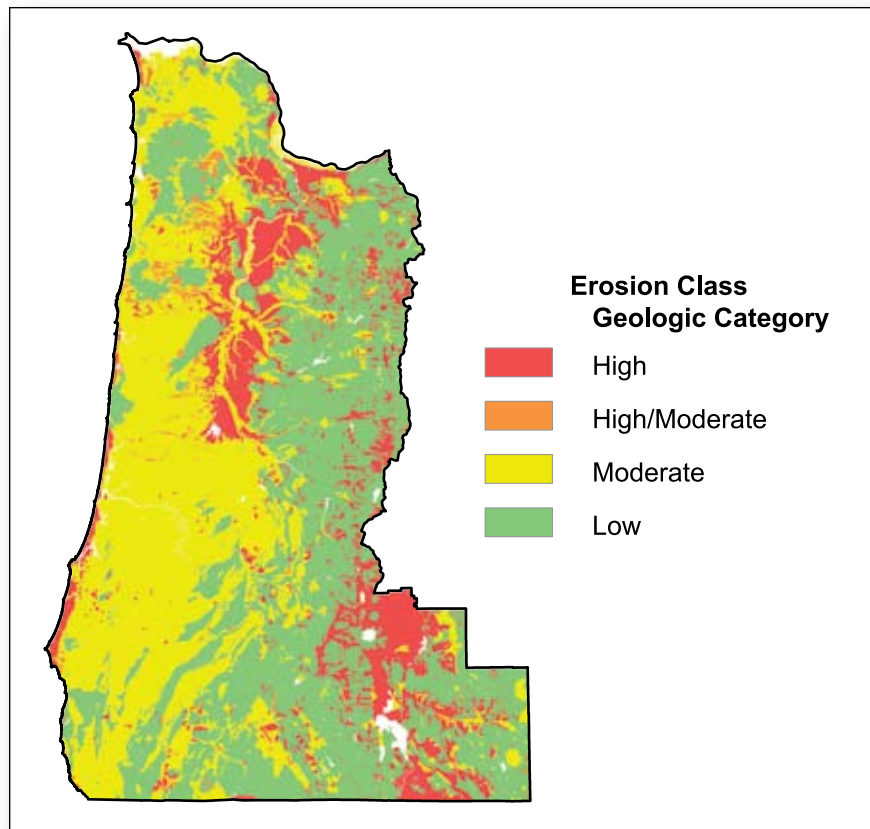 Erosion Class
Geologic Category
High
High/Moderate
Moderate
Low